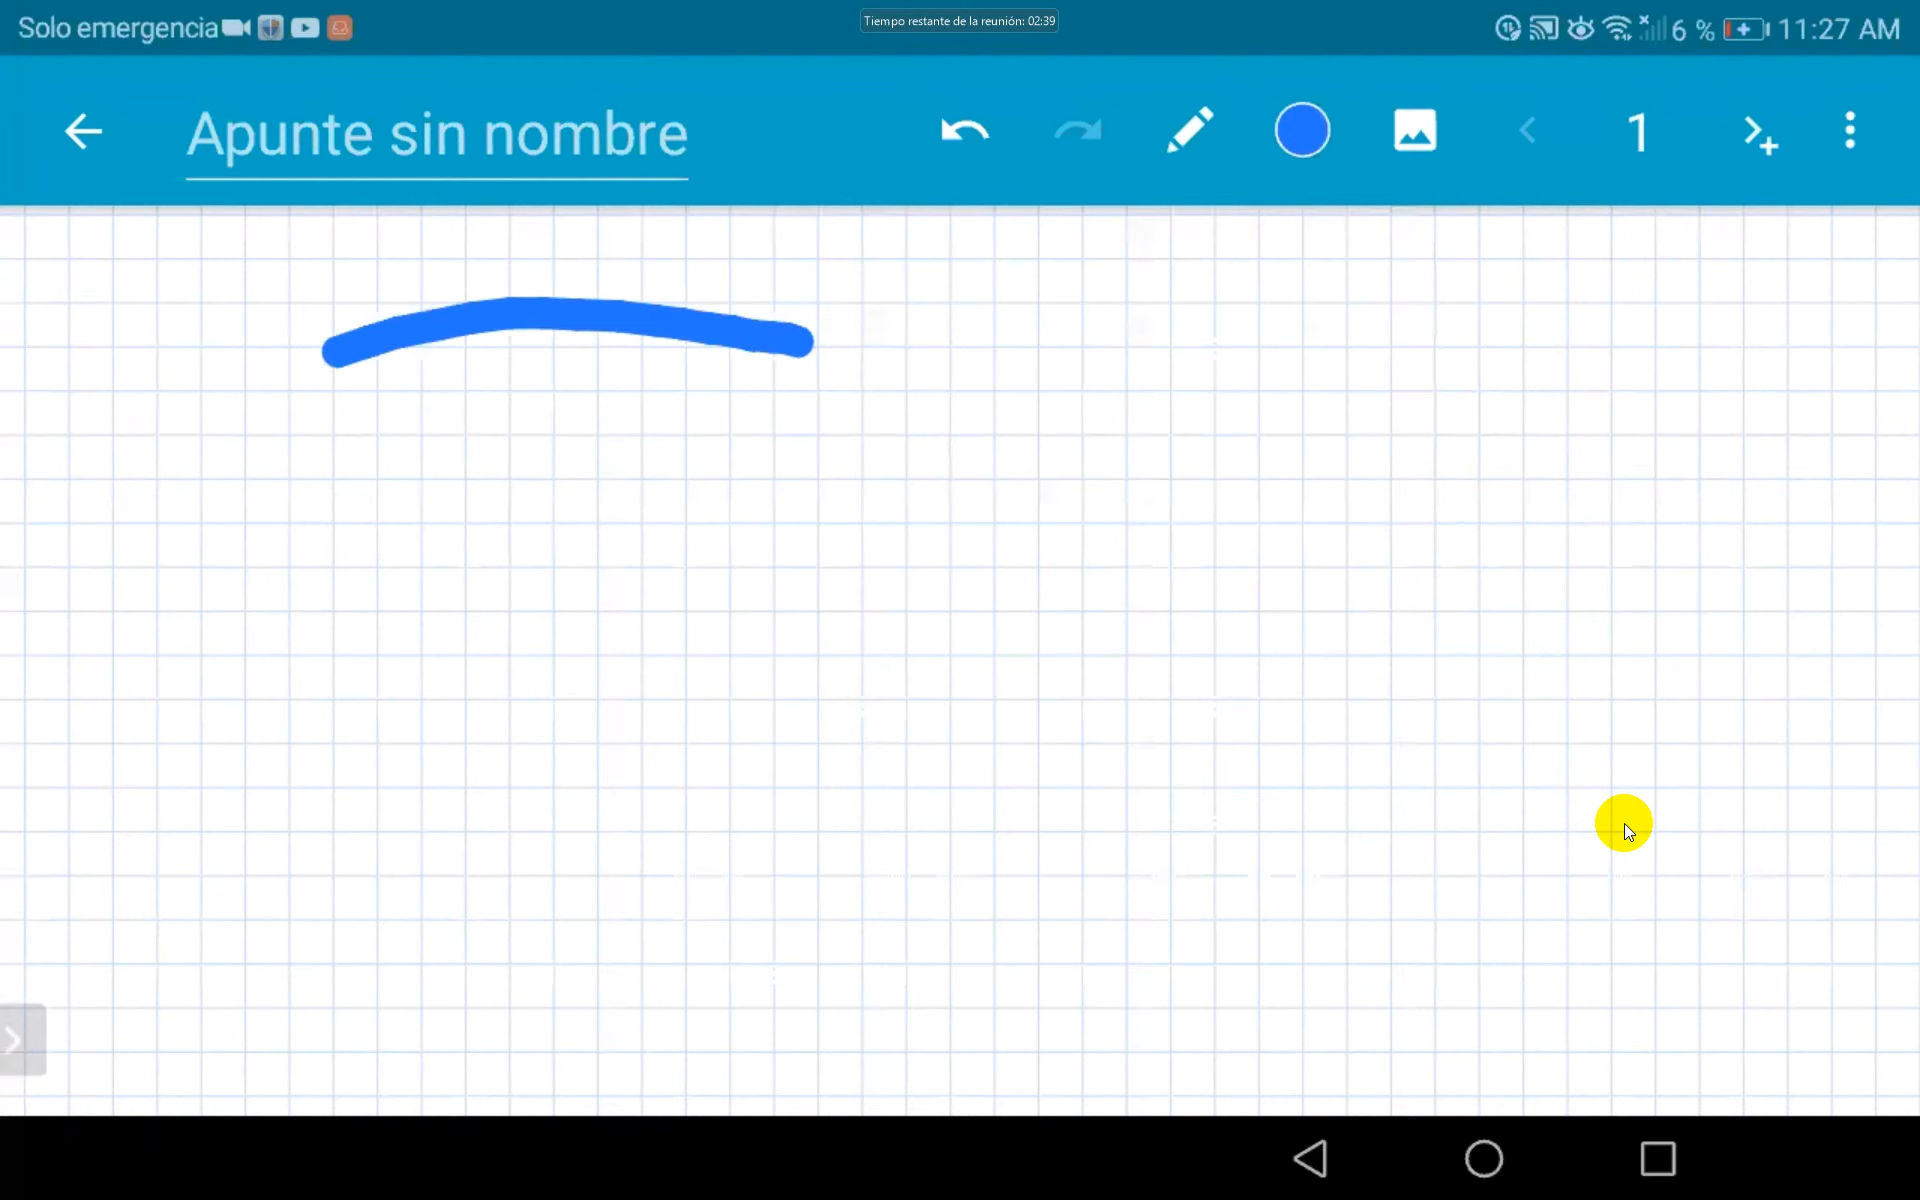 Solo emergencia
Tiempo restante de la reunión: 02:39
6 % 11:27 AM
Apunte sin nombre
1